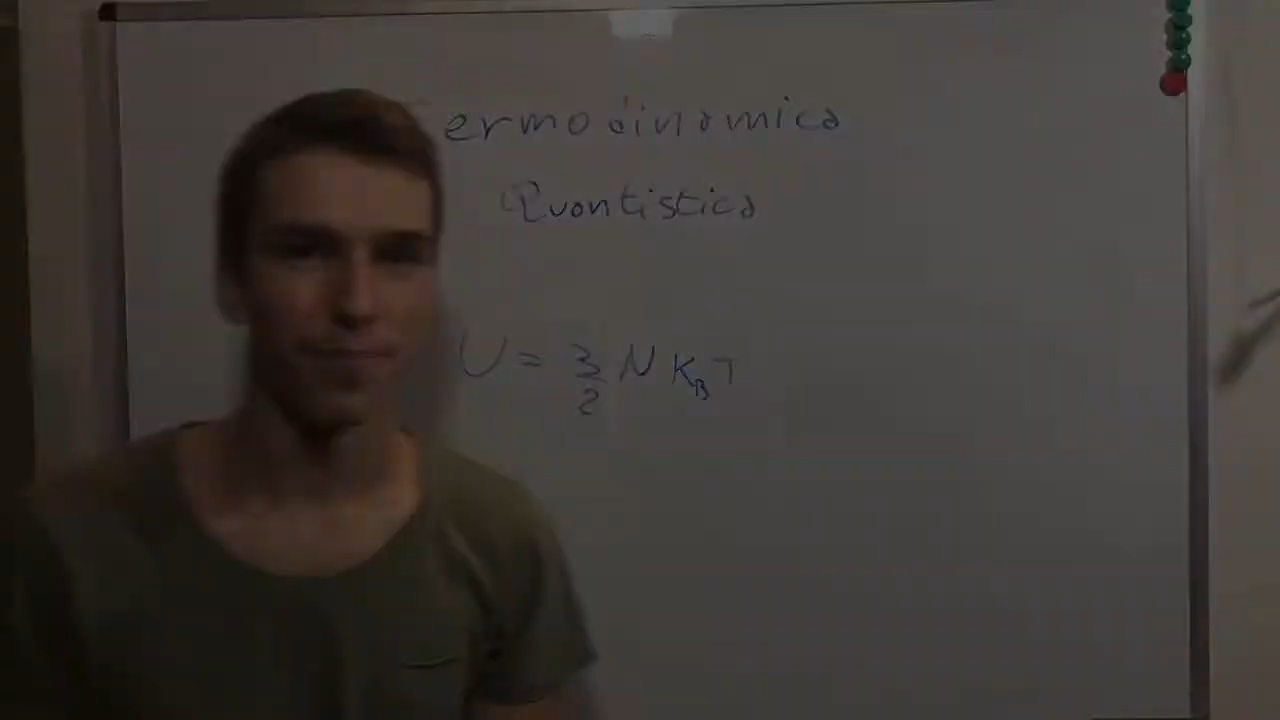 ermodinamica
Quantistica
U = 3/2 N K_B T